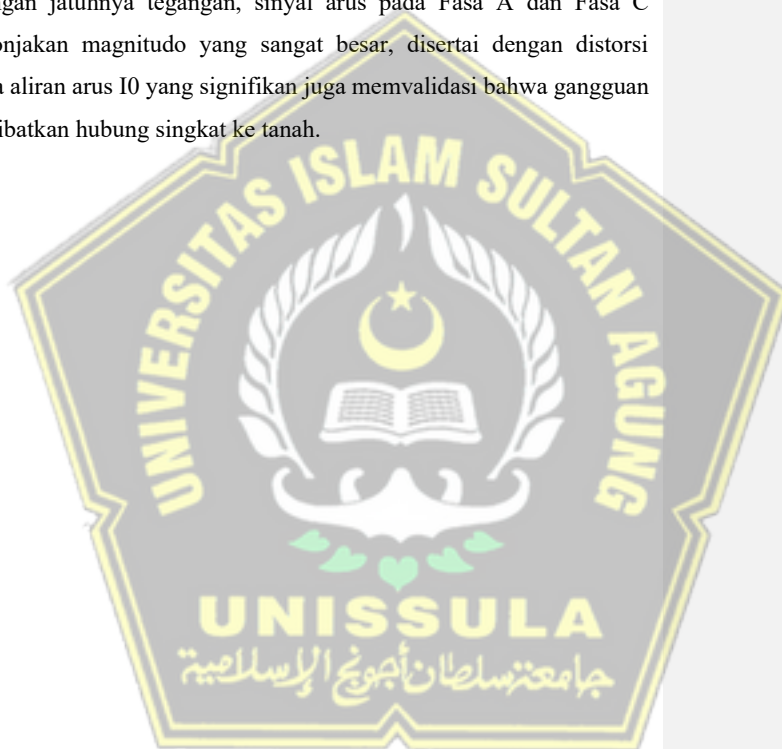 gan jatuhnya tegangan, sinyal arus pada Fasa A dan Fasa C
onjakan magnitudo yang sangat besar, disertai dengan distorsi
aliran arus I0 yang signifikan juga memvalidasi bahwa gangguan
ibatkan hubung singkat ke tanah.
UNIVERSITAS ISLAM SULTAN AGUNG
UNISSULA
جامعة سلطان أجونج الإسلامية